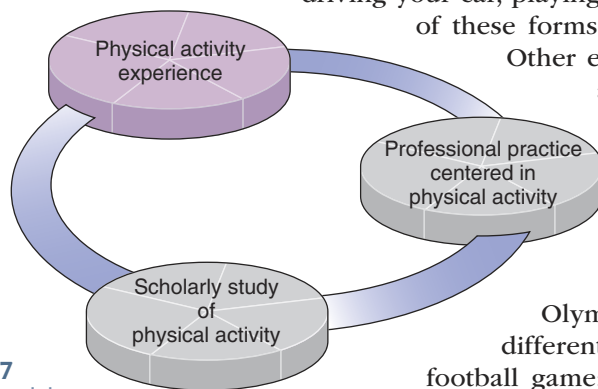 driving your car, playing
of these forms
Other e
Physical activity
experience
Professional practice
centered in
physical activity
Scholarly study
of
physical activity
Olym
different
football game
7